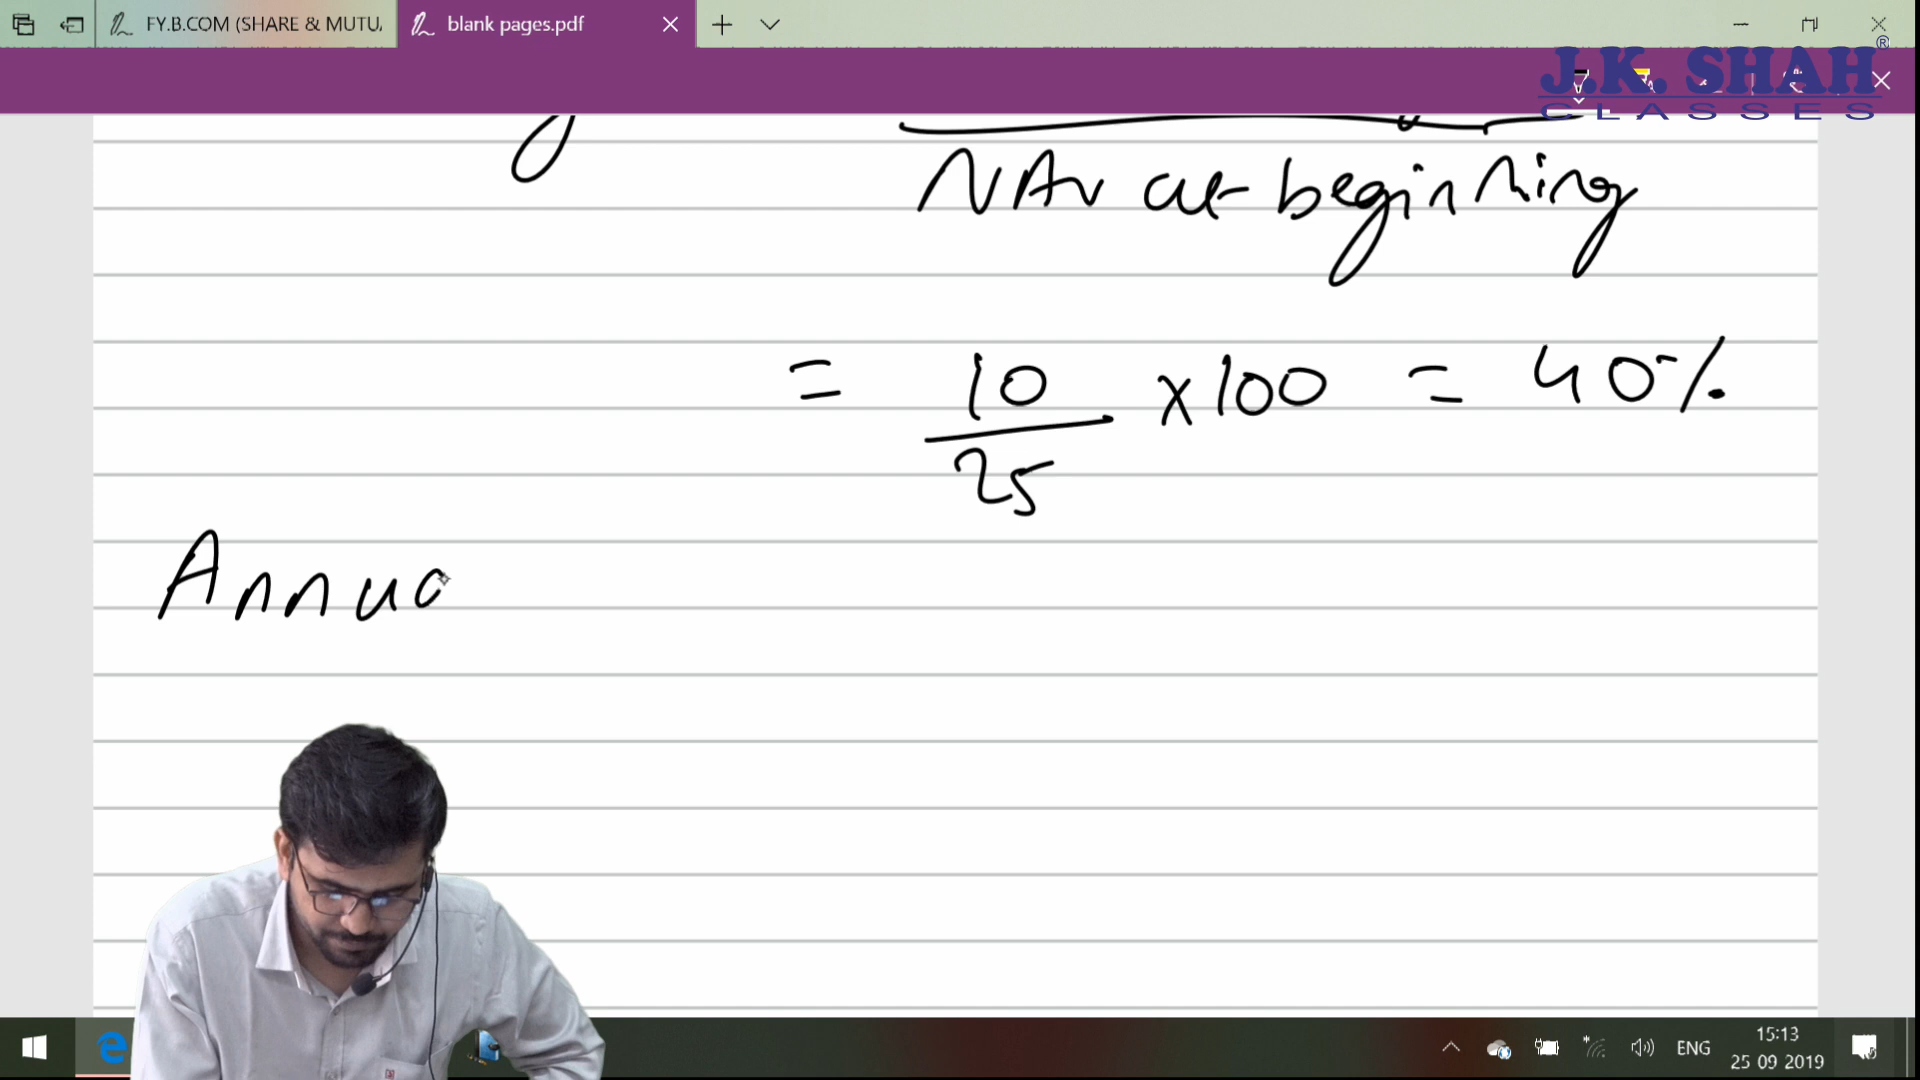 FY.B.COM (SHARE & MUTU
blank pages.pdf
J.K. SHAH®
CLASSES
NAV at beginning
= 10/25 x100 = 40%
Annua
ENG
15:13
25 09 2019